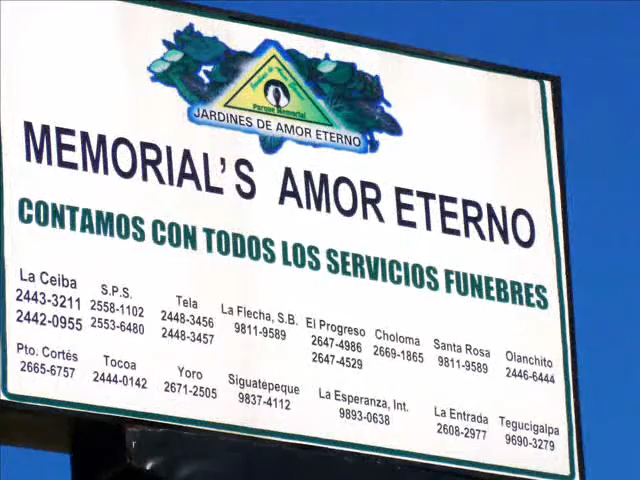 Parque Memorial
JARDINES DE AMOR ETERNO
MEMORIAL'S AMOR ETERNO
CONTAMOS CON TODOS LOS SERVICIOS FUNEBRES
La Ceiba
2443-3211
2442-0955
S.P.S.
2558-1102
2553-6480
Tela
2448-3456
2448-3457
La Flecha, S.B.
9811-9589
El Progreso
2647-4986
2647-4529
Choloma
2669-1865
Santa Rosa
9811-9589
Olanchito
2446-6444
Pto. Cortés
2665-6757
Tocoa
2444-0142
Yoro
2671-2505
Siguatepeque
9837-4112
La Esperanza, Int.
9893-0638
La Entrada
2608-2977
Tegucigalpa
9690-3279